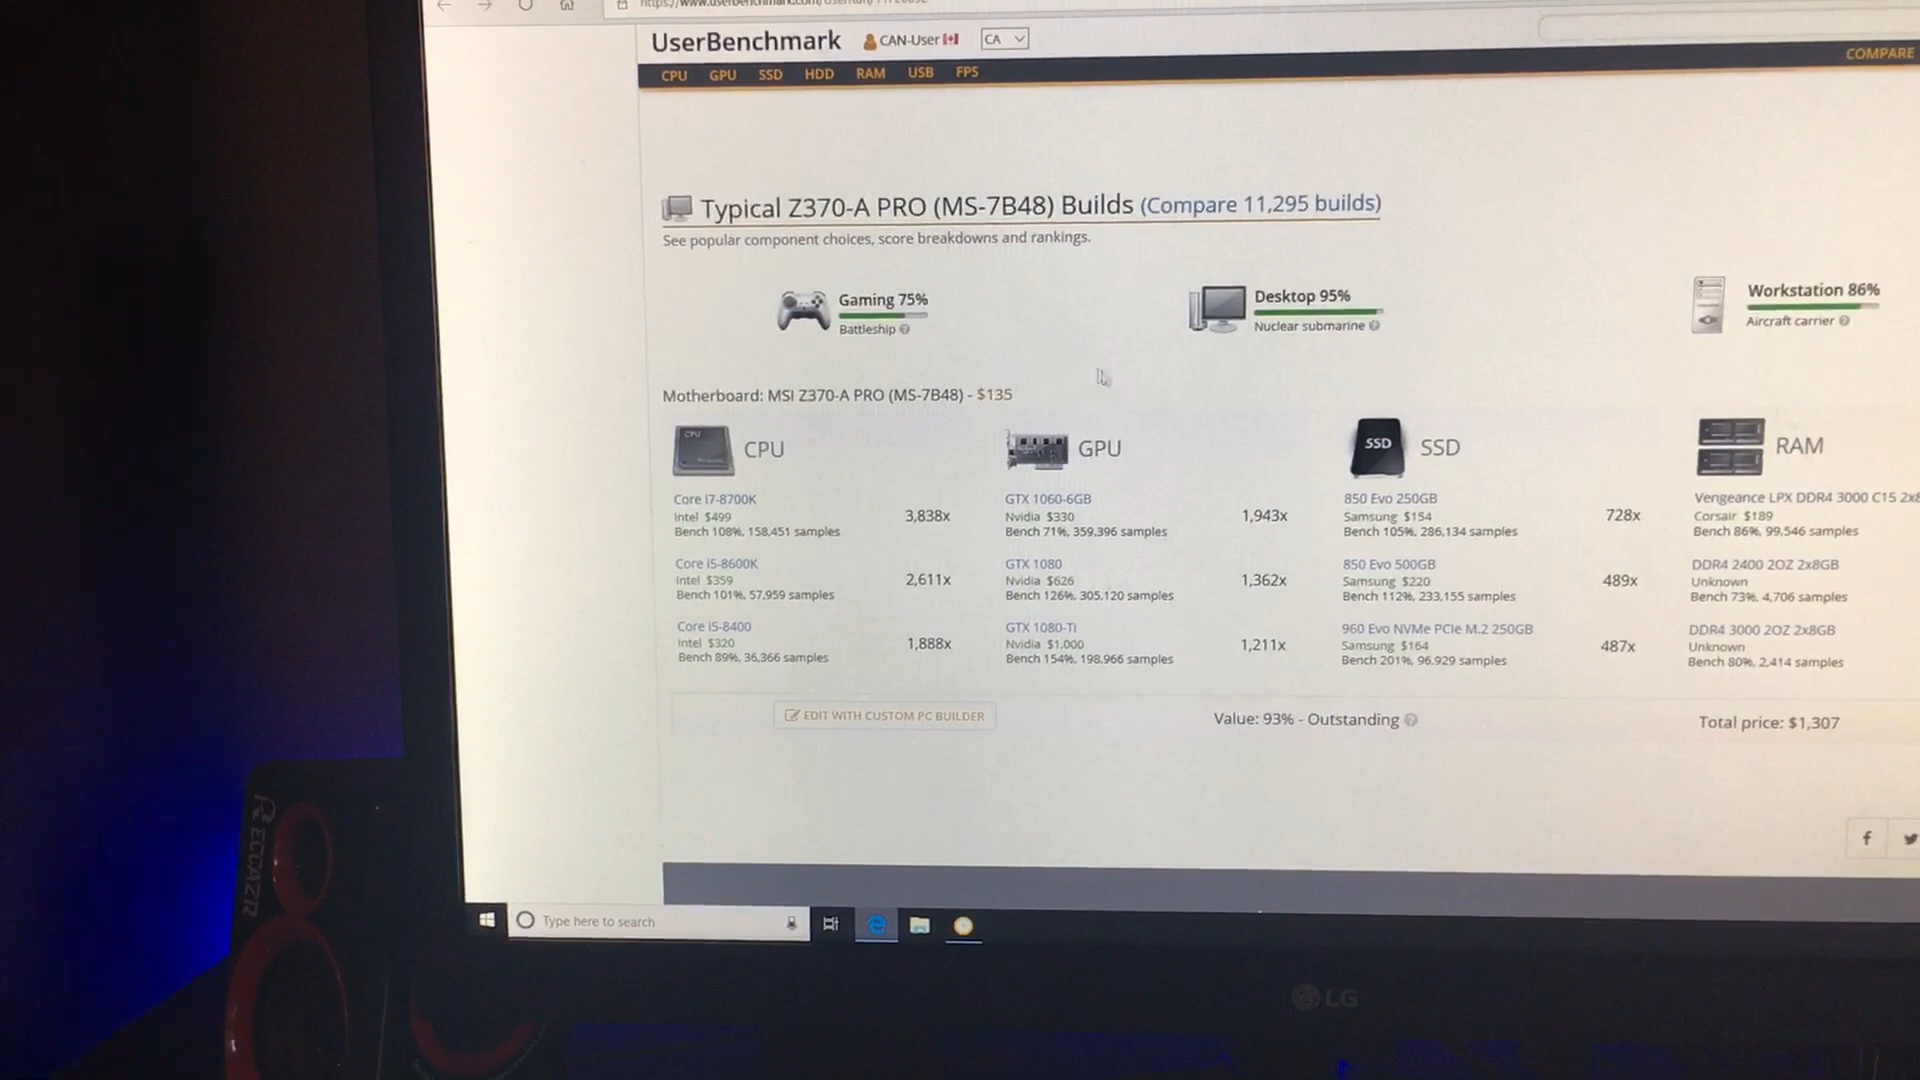 UserBenchmark CAN-User CA
COMPARE
CPU GPU SSD HDD RAM USB FPS
Typical Z370-A PRO (MS-7B48) Builds (Compare 11,295 builds)
See popular component choices, score breakdowns and rankings.
Gaming 75%
Battleship
Desktop 95%
Nuclear submarine
Workstation 86%
Aircraft carrier
Motherboard: MSI Z370-A PRO (MS-7B48) - $135
CPU
CPU
Core i7-8700K
Intel $499
Bench 108%, 158,451 samples
3,838x
Core i5-8600K
Intel $359
Bench 101%, 57,959 samples
2,611x
Core i5-8400
Intel $320
Bench 89%, 36,366 samples
1,888x
GPU
GTX 1060-6GB
Nvidia $330
Bench 71%, 359,396 samples
1,943x
GTX 1080
Nvidia $626
Bench 126%, 305,120 samples
1,362x
GTX 1080-Ti
Nvidia $1,000
Bench 154%, 198,966 samples
1,211x
SSD
SSD
850 Evo 250GB
Samsung $154
Bench 105%, 286,134 samples
728x
850 Evo 500GB
Samsung $220
Bench 112%, 233,155 samples
489x
960 Evo NVMe PCIe M.2 250GB
Samsung $164
Bench 201%, 96,929 samples
487x
RAM
Vengeance LPX DDR4 3000 C15 2x8
Corsair $189
Bench 86%, 99,546 samples
DDR4 2400 2OZ 2x8GB
Unknown
Bench 73%, 4,706 samples
DDR4 3000 2OZ 2x8GB
Unknown
Bench 80%, 2,414 samples
EDIT WITH CUSTOM PC BUILDER
Value: 93% - Outstanding
Total price: $1,307
Type here to search
LG
RECCAZR